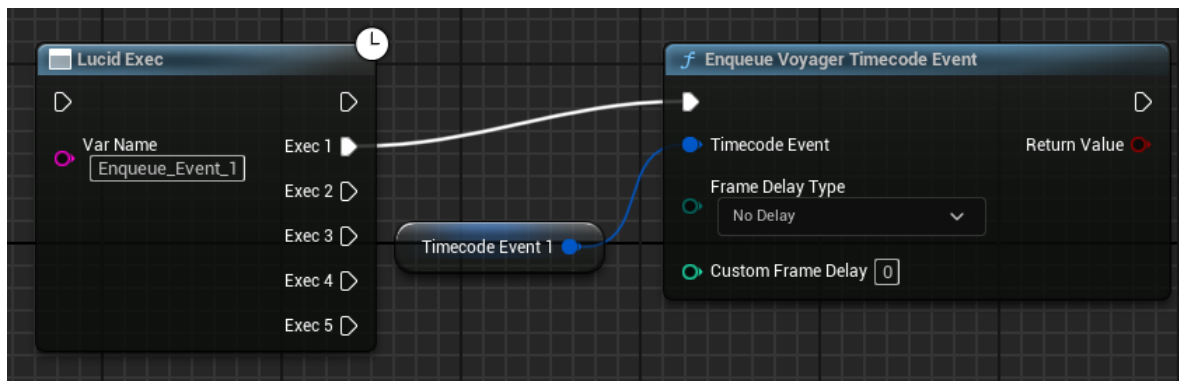 Lucid Exec
Var Name
Enqueue_Event_1
Exec 1
Exec 2
Exec 3
Exec 4
Exec 5
Timecode Event 1
Enqueue Voyager Timecode Event
Timecode Event
Return Value
Frame Delay Type
No Delay
Custom Frame Delay 0